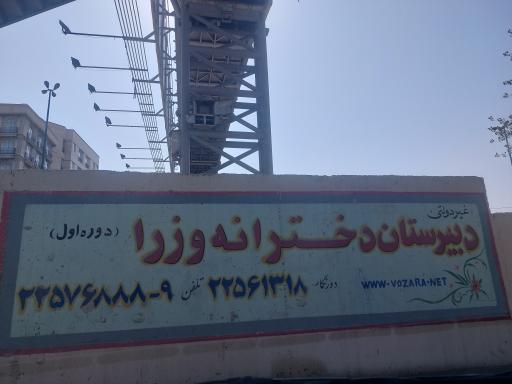 غیردولتی
دبیرستان دخترانه وزرا (دوره اول)
WWW-VOZARA-NET دورنگار ۲۲۵۶۱۳۱۸ تلفن ۹-۲۲۵۷۶۸۸۸